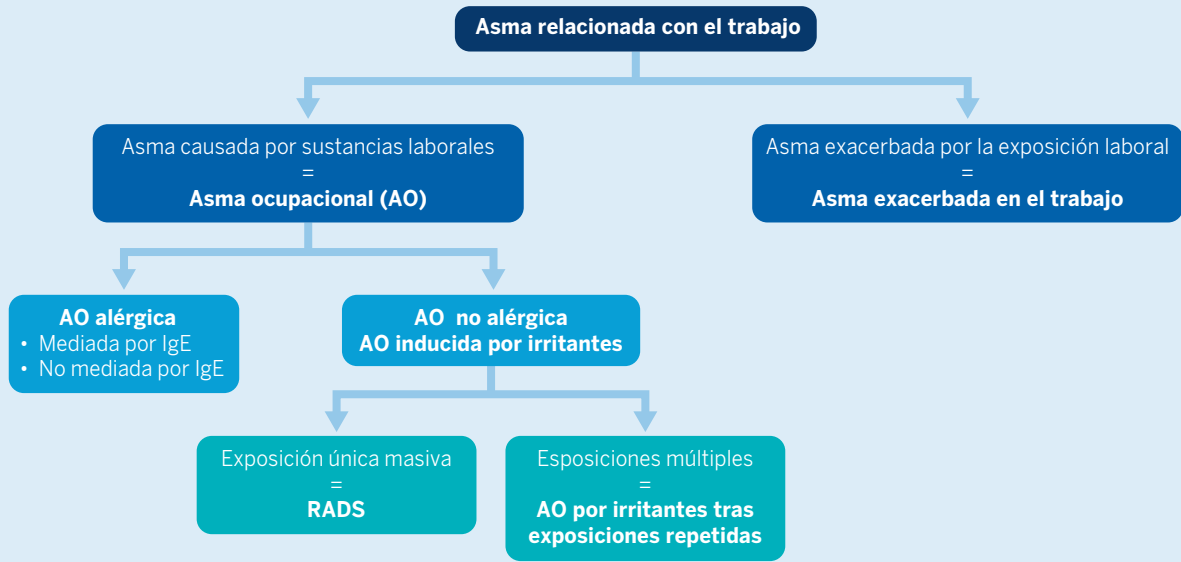 Asma relacionada con el trabajo
Asma causada por sustancias laborales
=
Asma ocupacional (AO)
Asma exacerbada por la exposición laboral
=
Asma exacerbada en el trabajo
AO alérgica
• Mediada por IgE
• No mediada por IgE
AO no alérgica
AO inducida por irritantes
Exposición única masiva
=
RADS
Esposiciones múltiples
=
AO por irritantes tras
exposiciones repetidas